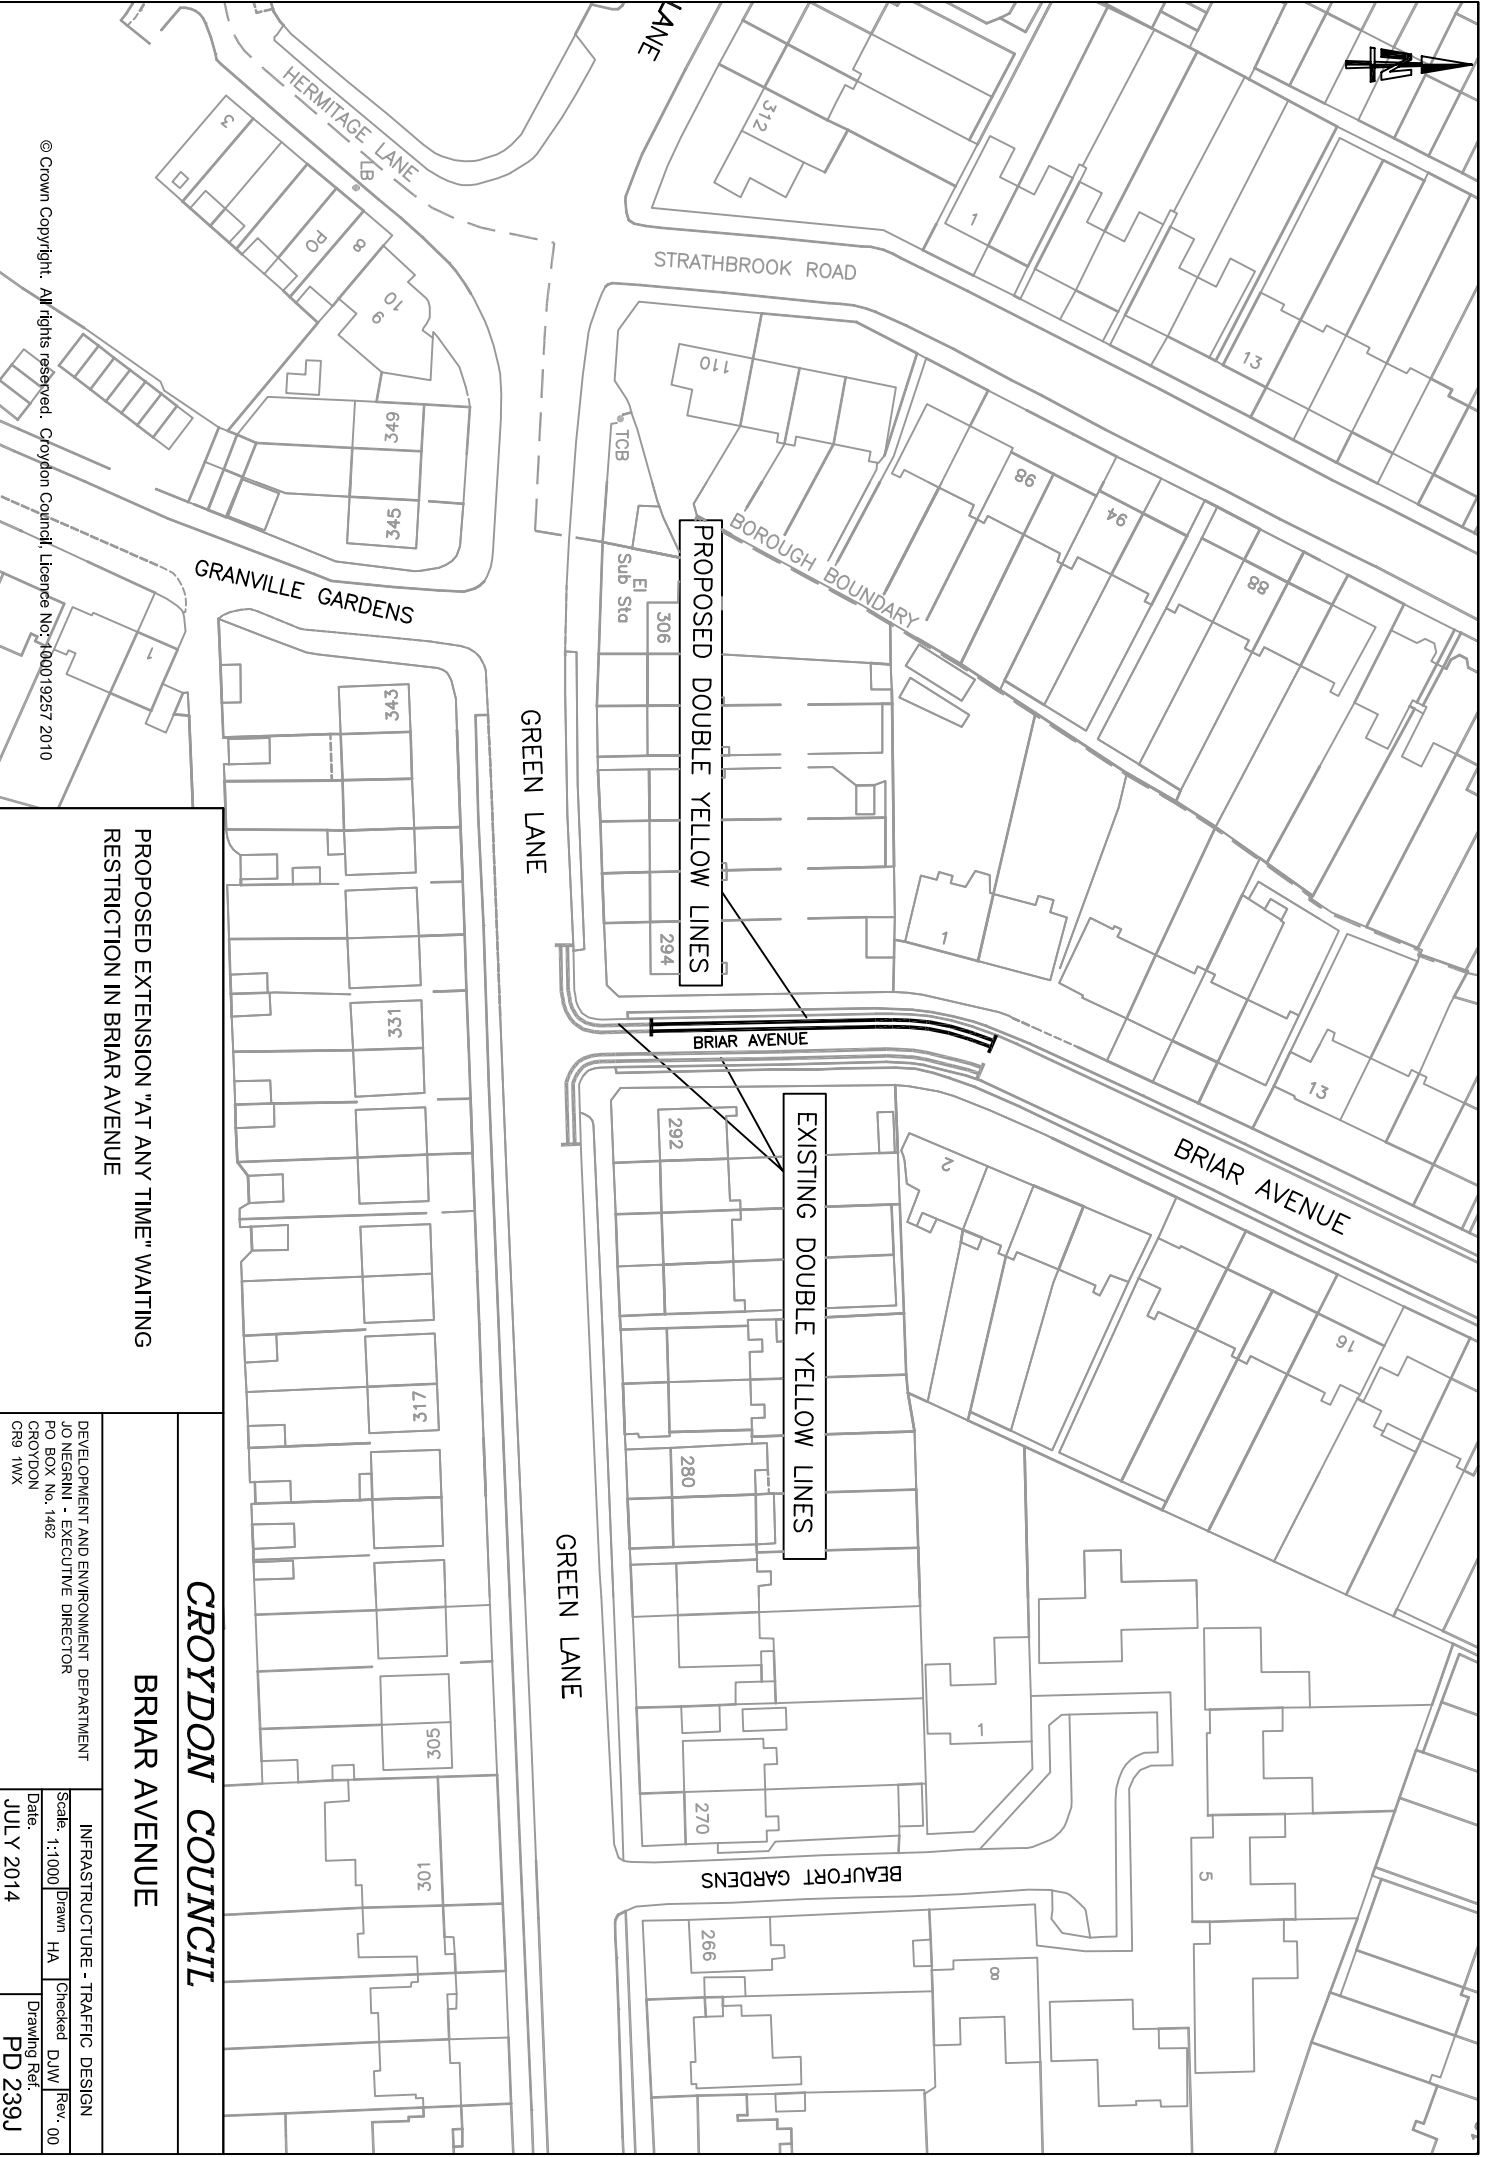 LANE
N
HERMITAGE LANE
LB
3
PO
8
10
9
312
1
13
STRATHBROOK ROAD
110
TCB
98
94
88
BOROUGH BOUNDARY
El
Sub Sta
306
349
345
GRANVILLE GARDENS
1
343
GREEN LANE
PROPOSED DOUBLE YELLOW LINES
294
1
13
BRIAR AVENUE
BRIAR AVENUE
331
292
2
16
EXISTING DOUBLE YELLOW LINES
317
280
GREEN LANE
305
270
1
5
BEAUFORT GARDENS
301
266
8
© Crown Copyright. All rights reserved. Croydon Council, Licence No: 100019257 2010
PROPOSED EXTENSION "AT ANY TIME" WAITING
RESTRICTION IN BRIAR AVENUE
CROYDON COUNCIL
BRIAR AVENUE
DEVELOPMENT AND ENVIRONMENT DEPARTMENT
JO NEGRINI - EXECUTIVE DIRECTOR
PO BOX No. 1462
CROYDON
CR9 1WX
INFRASTRUCTURE - TRAFFIC DESIGN
Scale. 1:1000 Drawn HA Checked DJW Rev. 00
Date. Drawing Ref.
JULY 2014 PD 239J